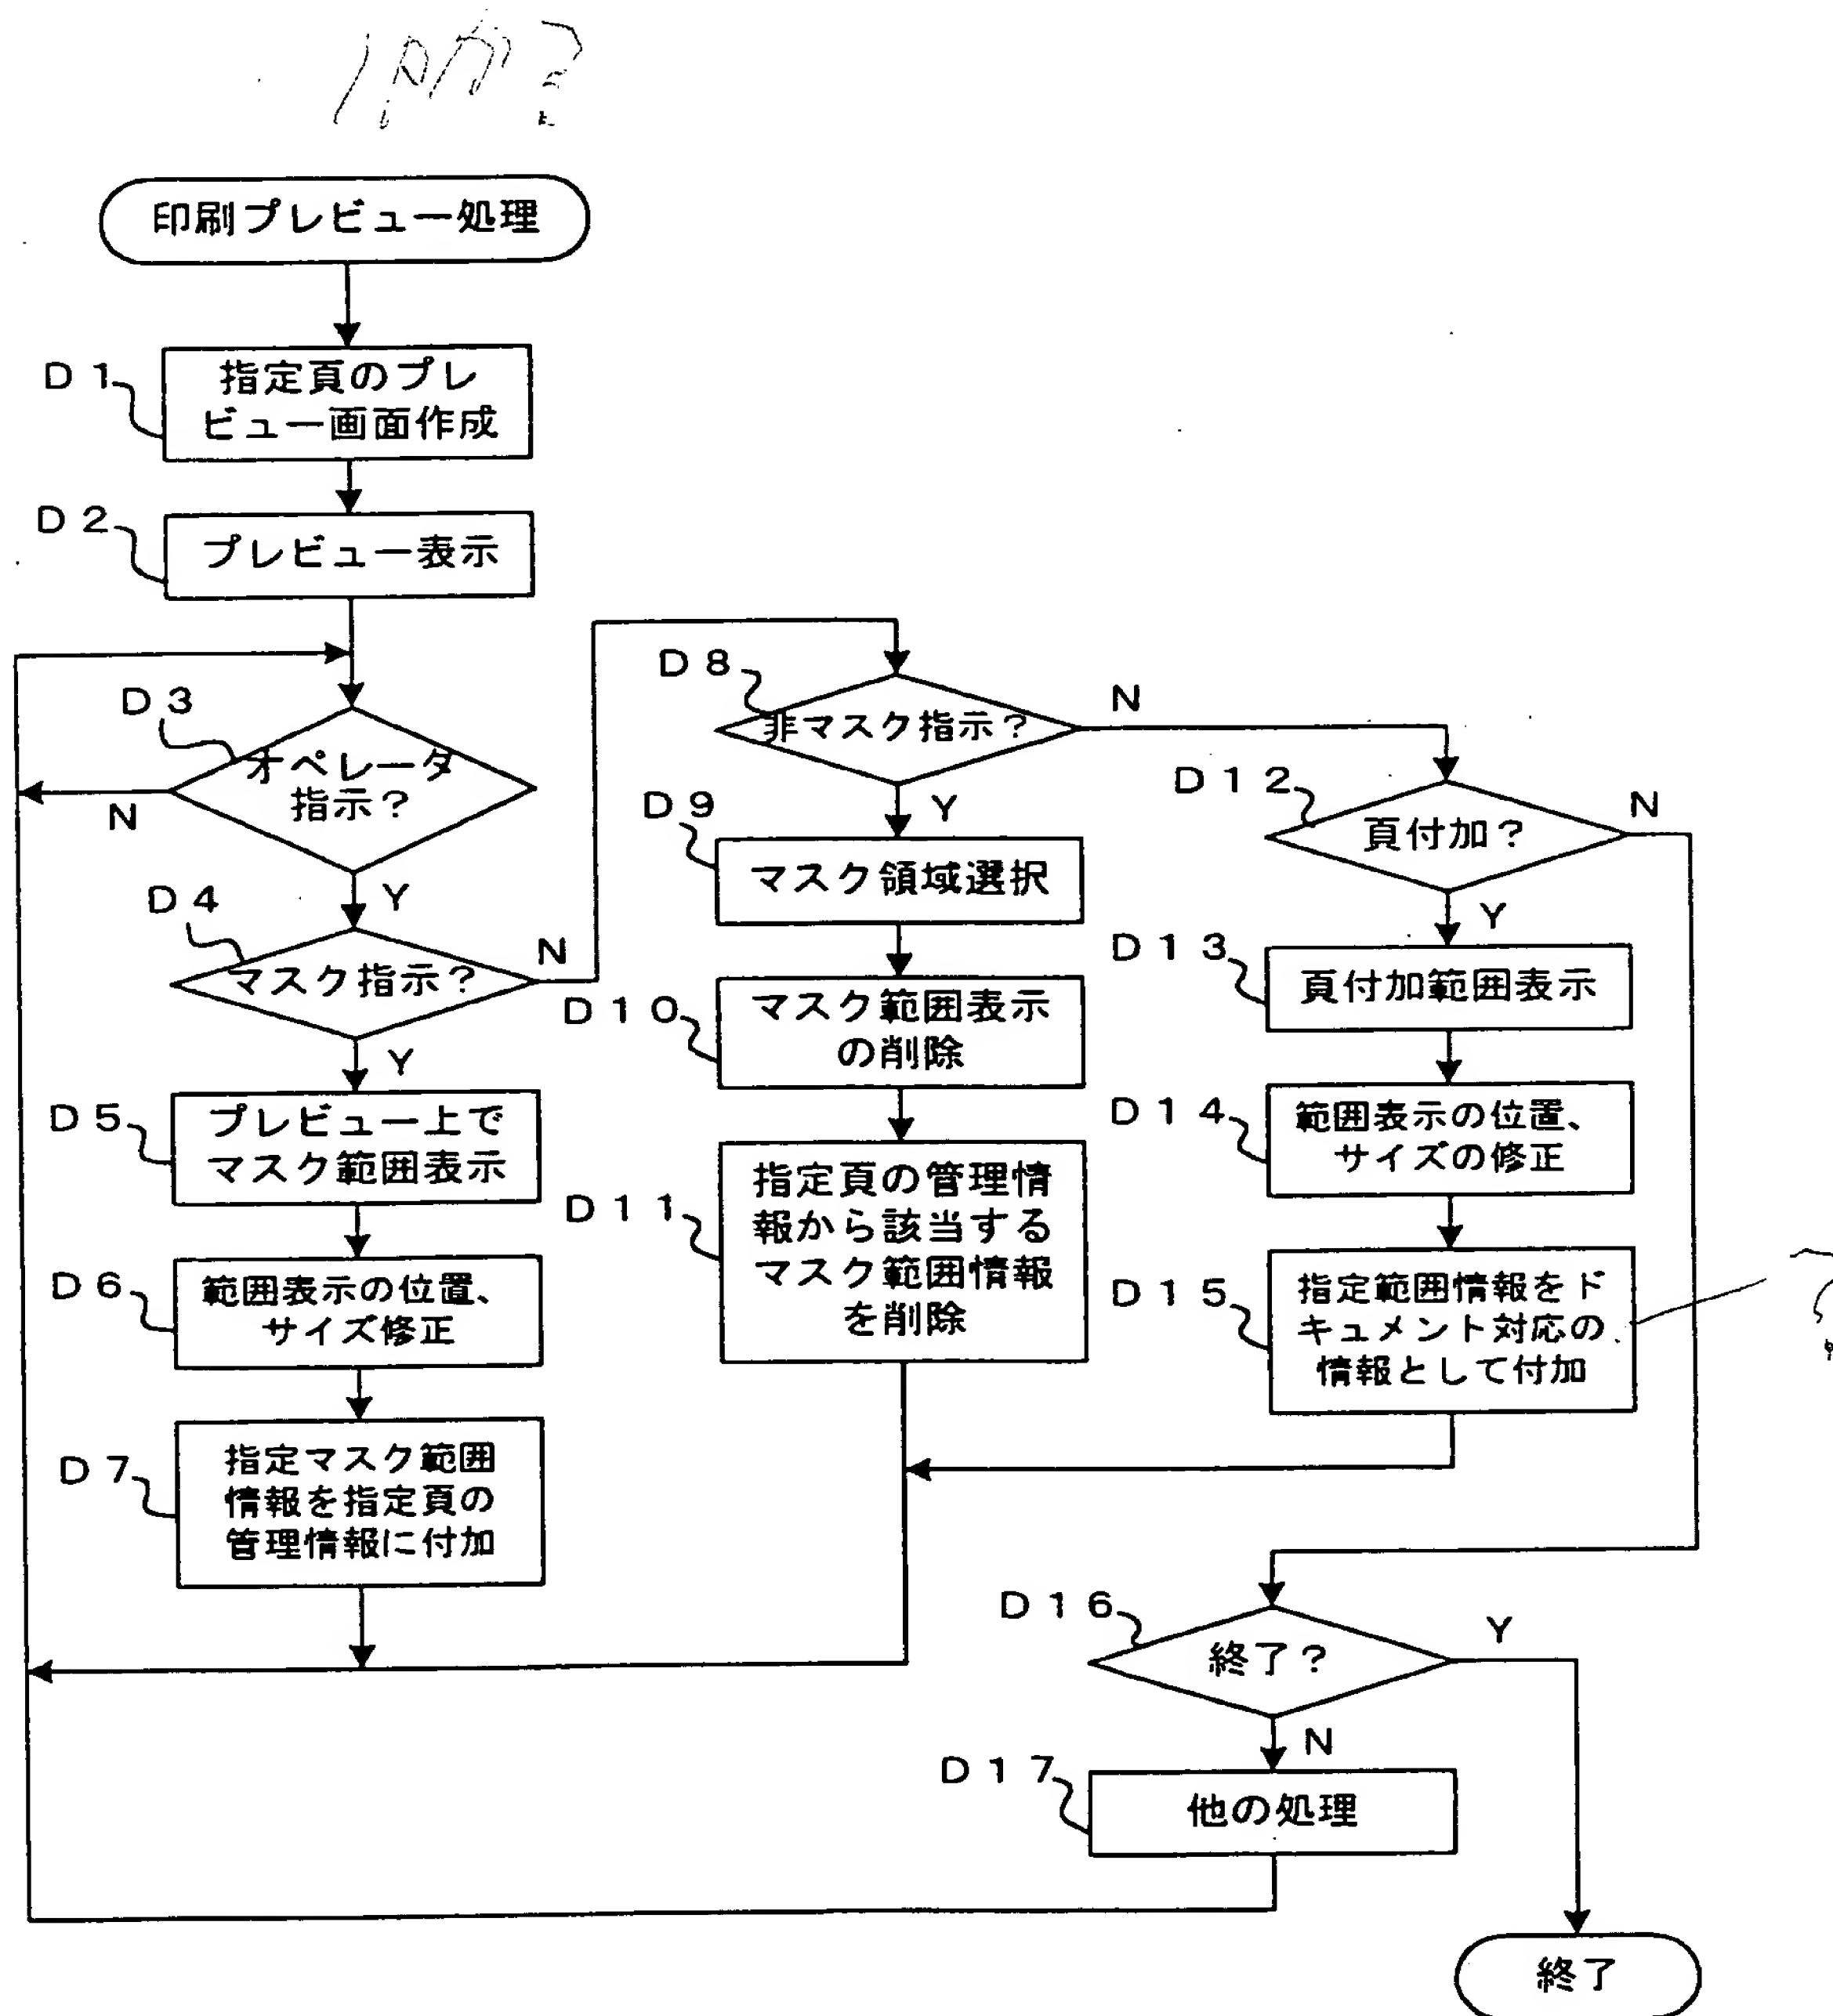 印刷プレビュー処理
D1
指定頁のプレ
ビュー画面作成
D2
プレビュー表示
D3
オペレータ
指示？
N
Y
D4
マスク指示？
N
Y
D5
プレビュー上で
マスク範囲表示
D6
範囲表示の位置、
サイズ修正
D7
指定マスク範囲
情報を指定頁の
管理情報に付加
D8
非マスク指示？
N
Y
D9
マスク領域選択
D10
マスク範囲表示
の削除
D11
指定頁の管理情
報から該当する
マスク範囲情報
を削除
D12
頁付加？
N
Y
D13
頁付加範囲表示
D14
範囲表示の位置、
サイズの修正
D15
指定範囲情報をド
キュメント対応の
情報として付加
D16
終了？
Y
N
D17
他の処理
終了